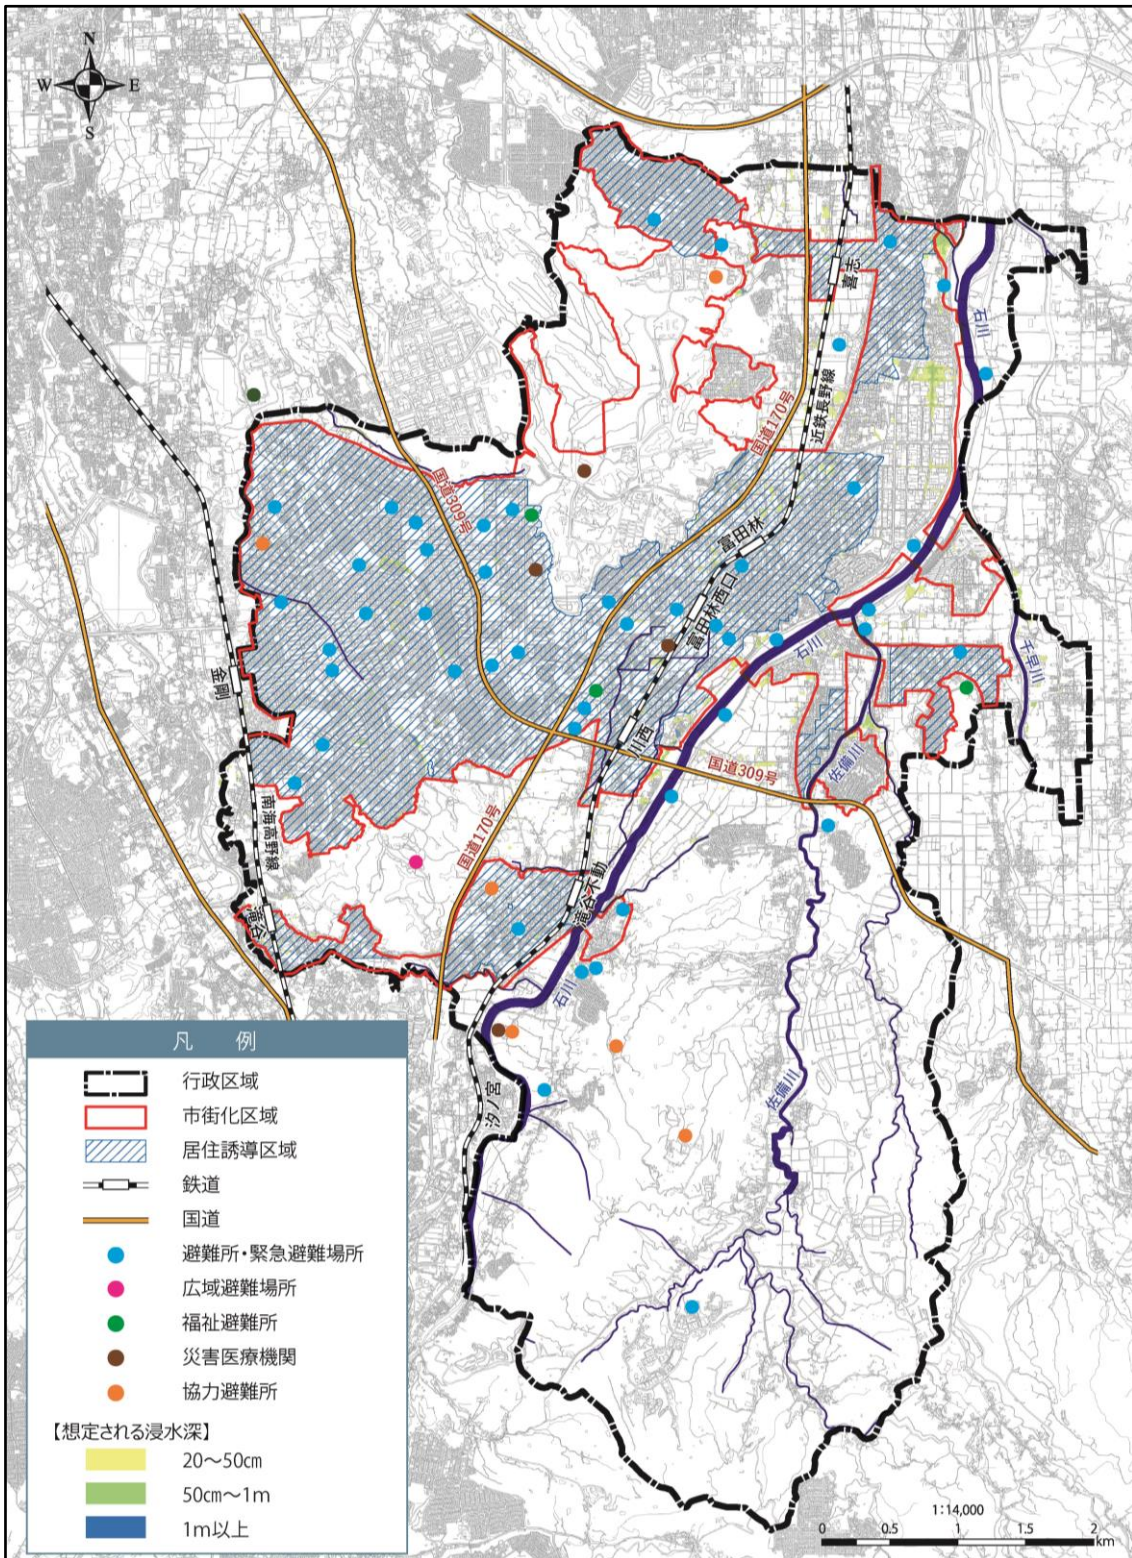 N
W E
S
喜志
石川
近鉄長野線
国道170号
国道309号
富田林
富田林西口
石川
千早川
金剛
川西
佐備川
国道309号
南海高野線
国道170号
滝谷不動
滝谷
石川
汐ノ宮
佐備川
凡 例
行政区域
市街化区域
居住誘導区域
鉄道
国道
避難所・緊急避難場所
広域避難場所
福祉避難所
災害医療機関
協力避難所
【想定される浸水深】
20～50cm
50cm～1m
1m以上
1:14,000
0 0.5 1 1.5 2
km